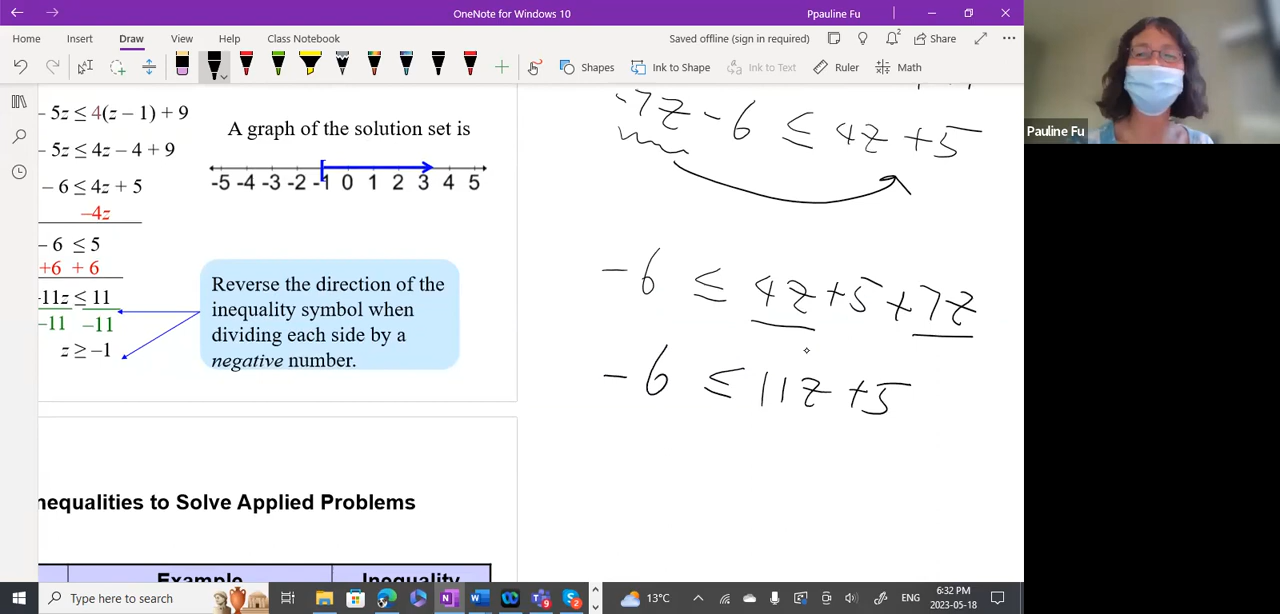 OneNote for Windows 10
Ppauline Fu
Home Insert Draw View Help Class Notebook
Saved offline (sign in required)
Share
Shapes Ink to Shape Ink to Text Ruler Math
- 5z ≤ 4(z – 1) + 9
- 5z ≤ 4z – 4 + 9
- 6 ≤ 4z + 5
–4z
– 6 ≤ 5
+6 + 6
-11z ≤ 11
–11 –11
z ≥ –1
A graph of the solution set is
-5 -4 -3 -2 -1 0 1 2 3 4 5
Reverse the direction of the
inequality symbol when
dividing each side by a
negative number.
-7z - 6 ≤ 4z + 5
-6 ≤ 4z + 5 + 7z
-6 ≤ 11z + 5
Pauline Fu
nequalities to Solve Applied Problems
Example Inequality
Type here to search
13°C
ENG
6:32 PM
2023-05-18